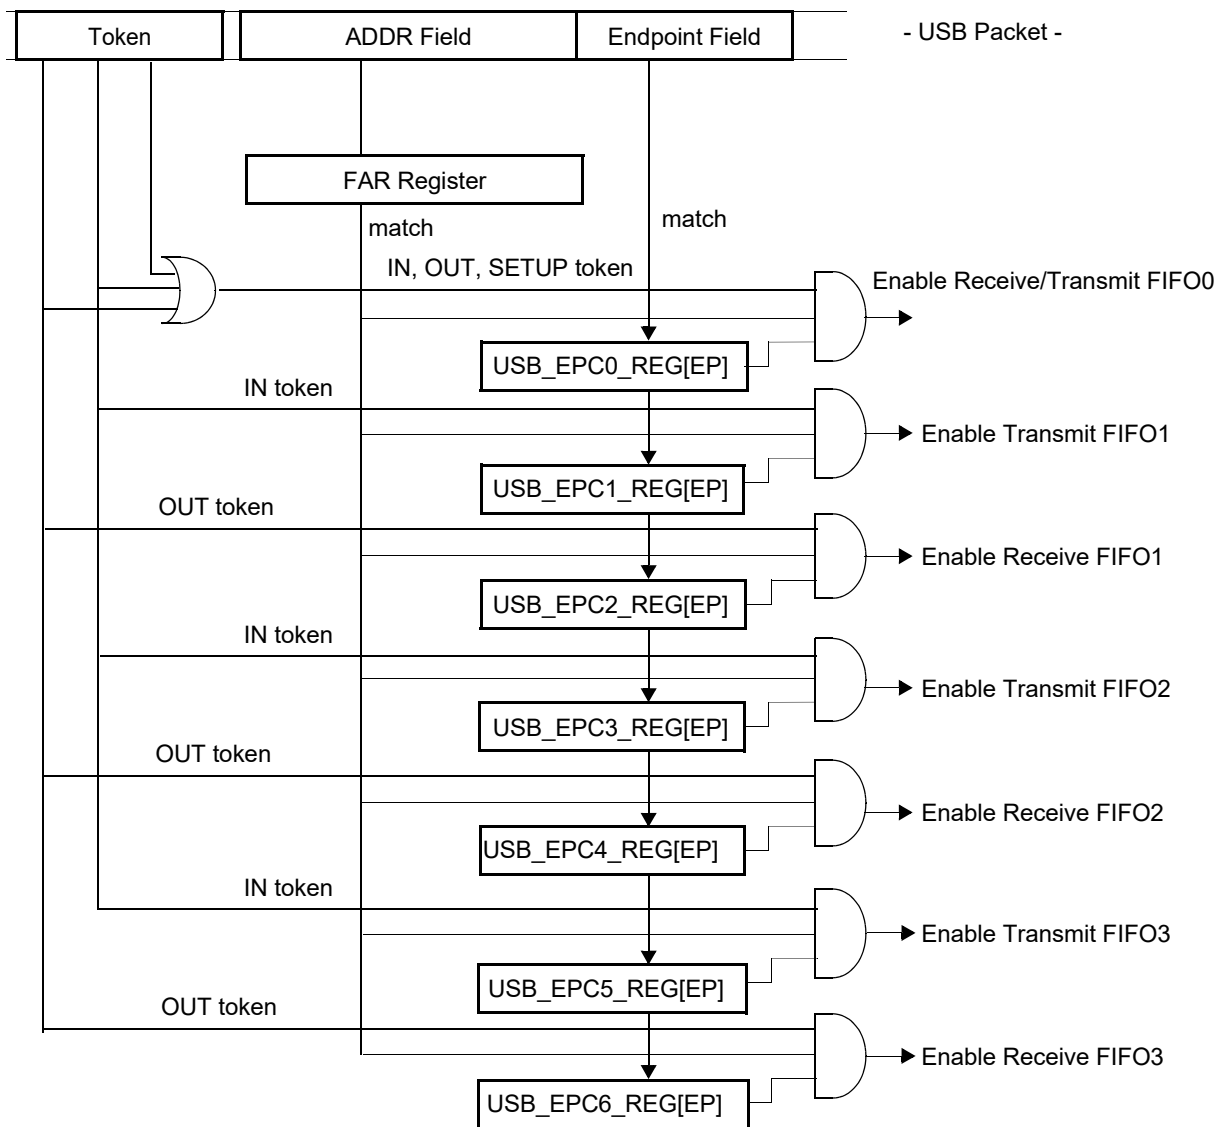 Token
ADDR Field
Endpoint Field
- USB Packet -
FAR Register
match
match
IN, OUT, SETUP token
Enable Receive/Transmit FIFO0
USB_EPC0_REG[EP]
IN token
Enable Transmit FIFO1
USB_EPC1_REG[EP]
OUT token
Enable Receive FIFO1
USB_EPC2_REG[EP]
IN token
Enable Transmit FIFO2
USB_EPC3_REG[EP]
OUT token
Enable Receive FIFO2
USB_EPC4_REG[EP]
IN token
Enable Transmit FIFO3
USB_EPC5_REG[EP]
OUT token
Enable Receive FIFO3
USB_EPC6_REG[EP]